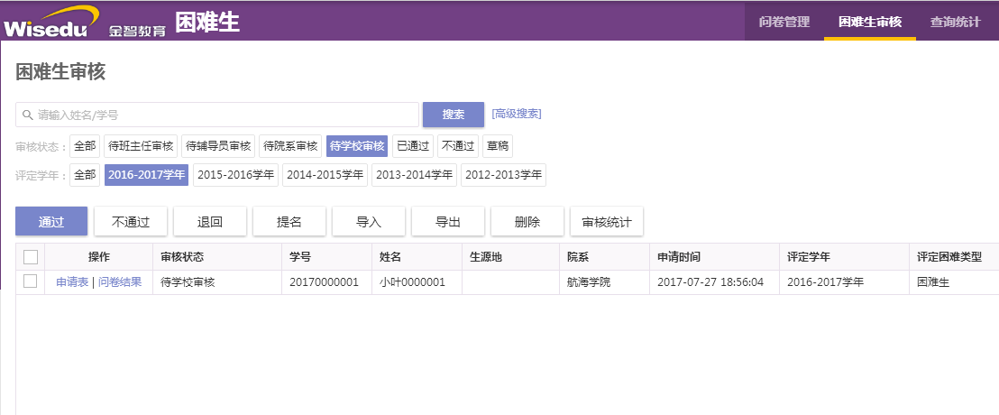 Wisedu 金智教育 困难生 问卷管理 困难生审核 查询统计
困难生审核
请输入姓名/学号 搜索 [高级搜索]
审核状态： 全部 待班主任审核 待辅导员审核 待院系审核 待学校审核 已通过 不通过 草稿
评定学年： 全部 2016-2017学年 2015-2016学年 2014-2015学年 2013-2014学年 2012-2013学年
通过 不通过 退回 提名 导入 导出 删除 审核统计
操作 审核状态 学号 姓名 生源地 院系 申请时间 评定学年 评定困难类型
申请表 | 问卷结果 待学校审核 20170000001 小叶0000001 航海学院 2017-07-27 18:56:04 2016-2017学年 困难生